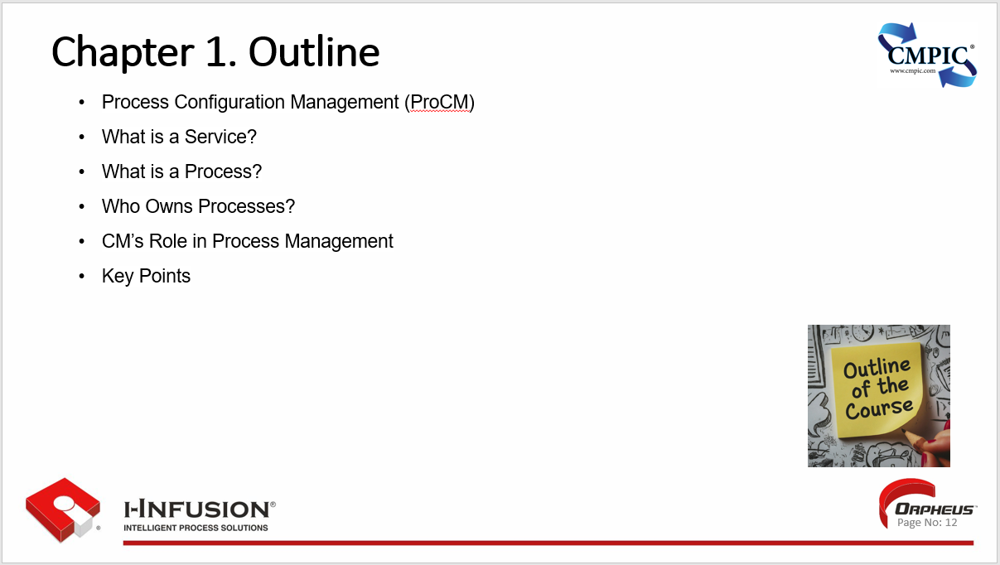 Chapter 1. Outline
CMPIC®
www.cmpic.com
• Process Configuration Management (ProCM)
• What is a Service?
• What is a Process?
• Who Owns Processes?
• CM’s Role in Process Management
• Key Points
Outline
of the
Course
I-INFUSION®
INTELLIGENT PROCESS SOLUTIONS
®
ORPHEUS™
Page No: 12